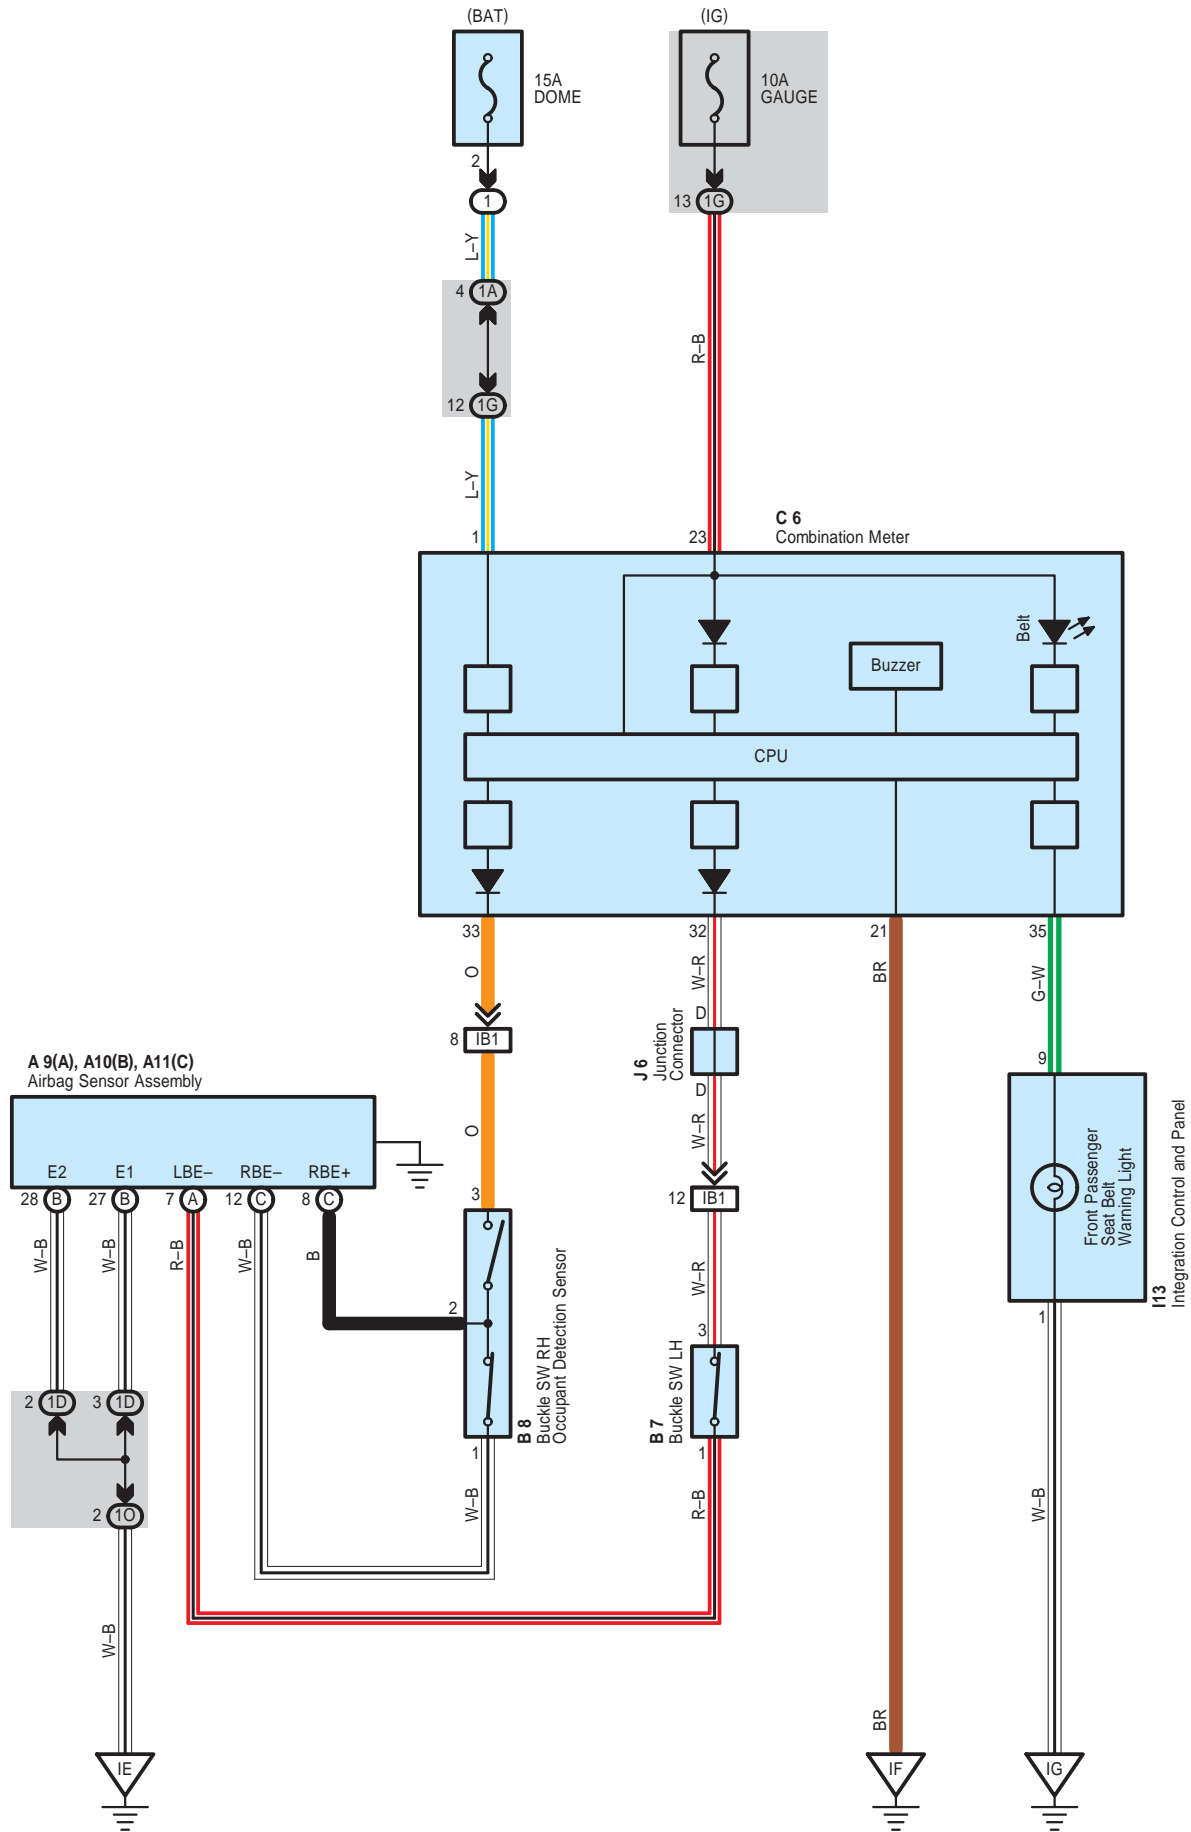 (BAT)
(IG)
15A
DOME
10A
GAUGE
2
1
13 1G
L–Y
4 1A
R–B
12 1G
L–Y
1
23
C 6
Combination Meter
Belt
Buzzer
CPU
33
32
21
35
O
W–R
BR
G–W
D
8 IB1
J 6
Junction
Connector
9
D
A 9(A), A10(B), A11(C)
Airbag Sensor Assembly
O
W–R
E2
E1
LBE–
RBE–
RBE+
28 B
27 B
7 A
12 C
8 C
3
12 IB1
Front Passenger
Seat Belt
Warning Light
I13
Integration Control and Panel
W–B
W–B
R–B
W–B
B
W–R
2
3
1
B 8
Buckle SW RH
Occupant Detection Sensor
B 7
Buckle SW LH
2 1D
3 1D
1
1
W–B
R–B
W–B
2 1O
W–B
BR
IE
IF
IG